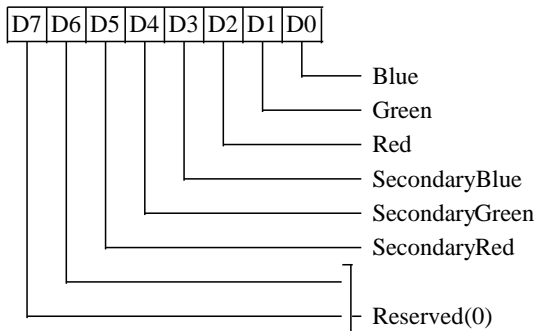 D7 D6 D5 D4 D3 D2 D1 D0
Blue
Green
Red
SecondaryBlue
SecondaryGreen
SecondaryRed
Reserved(0)